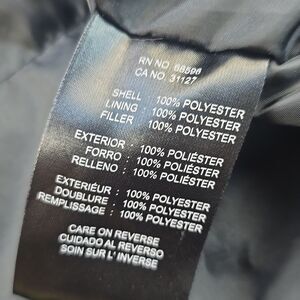 RN NO. 66596
CA NO. 31127
SHELL : 100% POLYESTER
LINING : 100% POLYESTER
FILLER : 100% POLYESTER
EXTERIOR : 100% POLIÉSTER
FORRO : 100% POLIÉSTER
RELLENO : 100% POLIÉSTER
EXTÉRIEUR : 100% POLYESTER
DOUBLURE : 100% POLYESTER
REMPLISSAGE : 100% POLYESTER
CARE ON REVERSE
CUIDADO AL REVERSO
SOIN SUR L' INVERSE